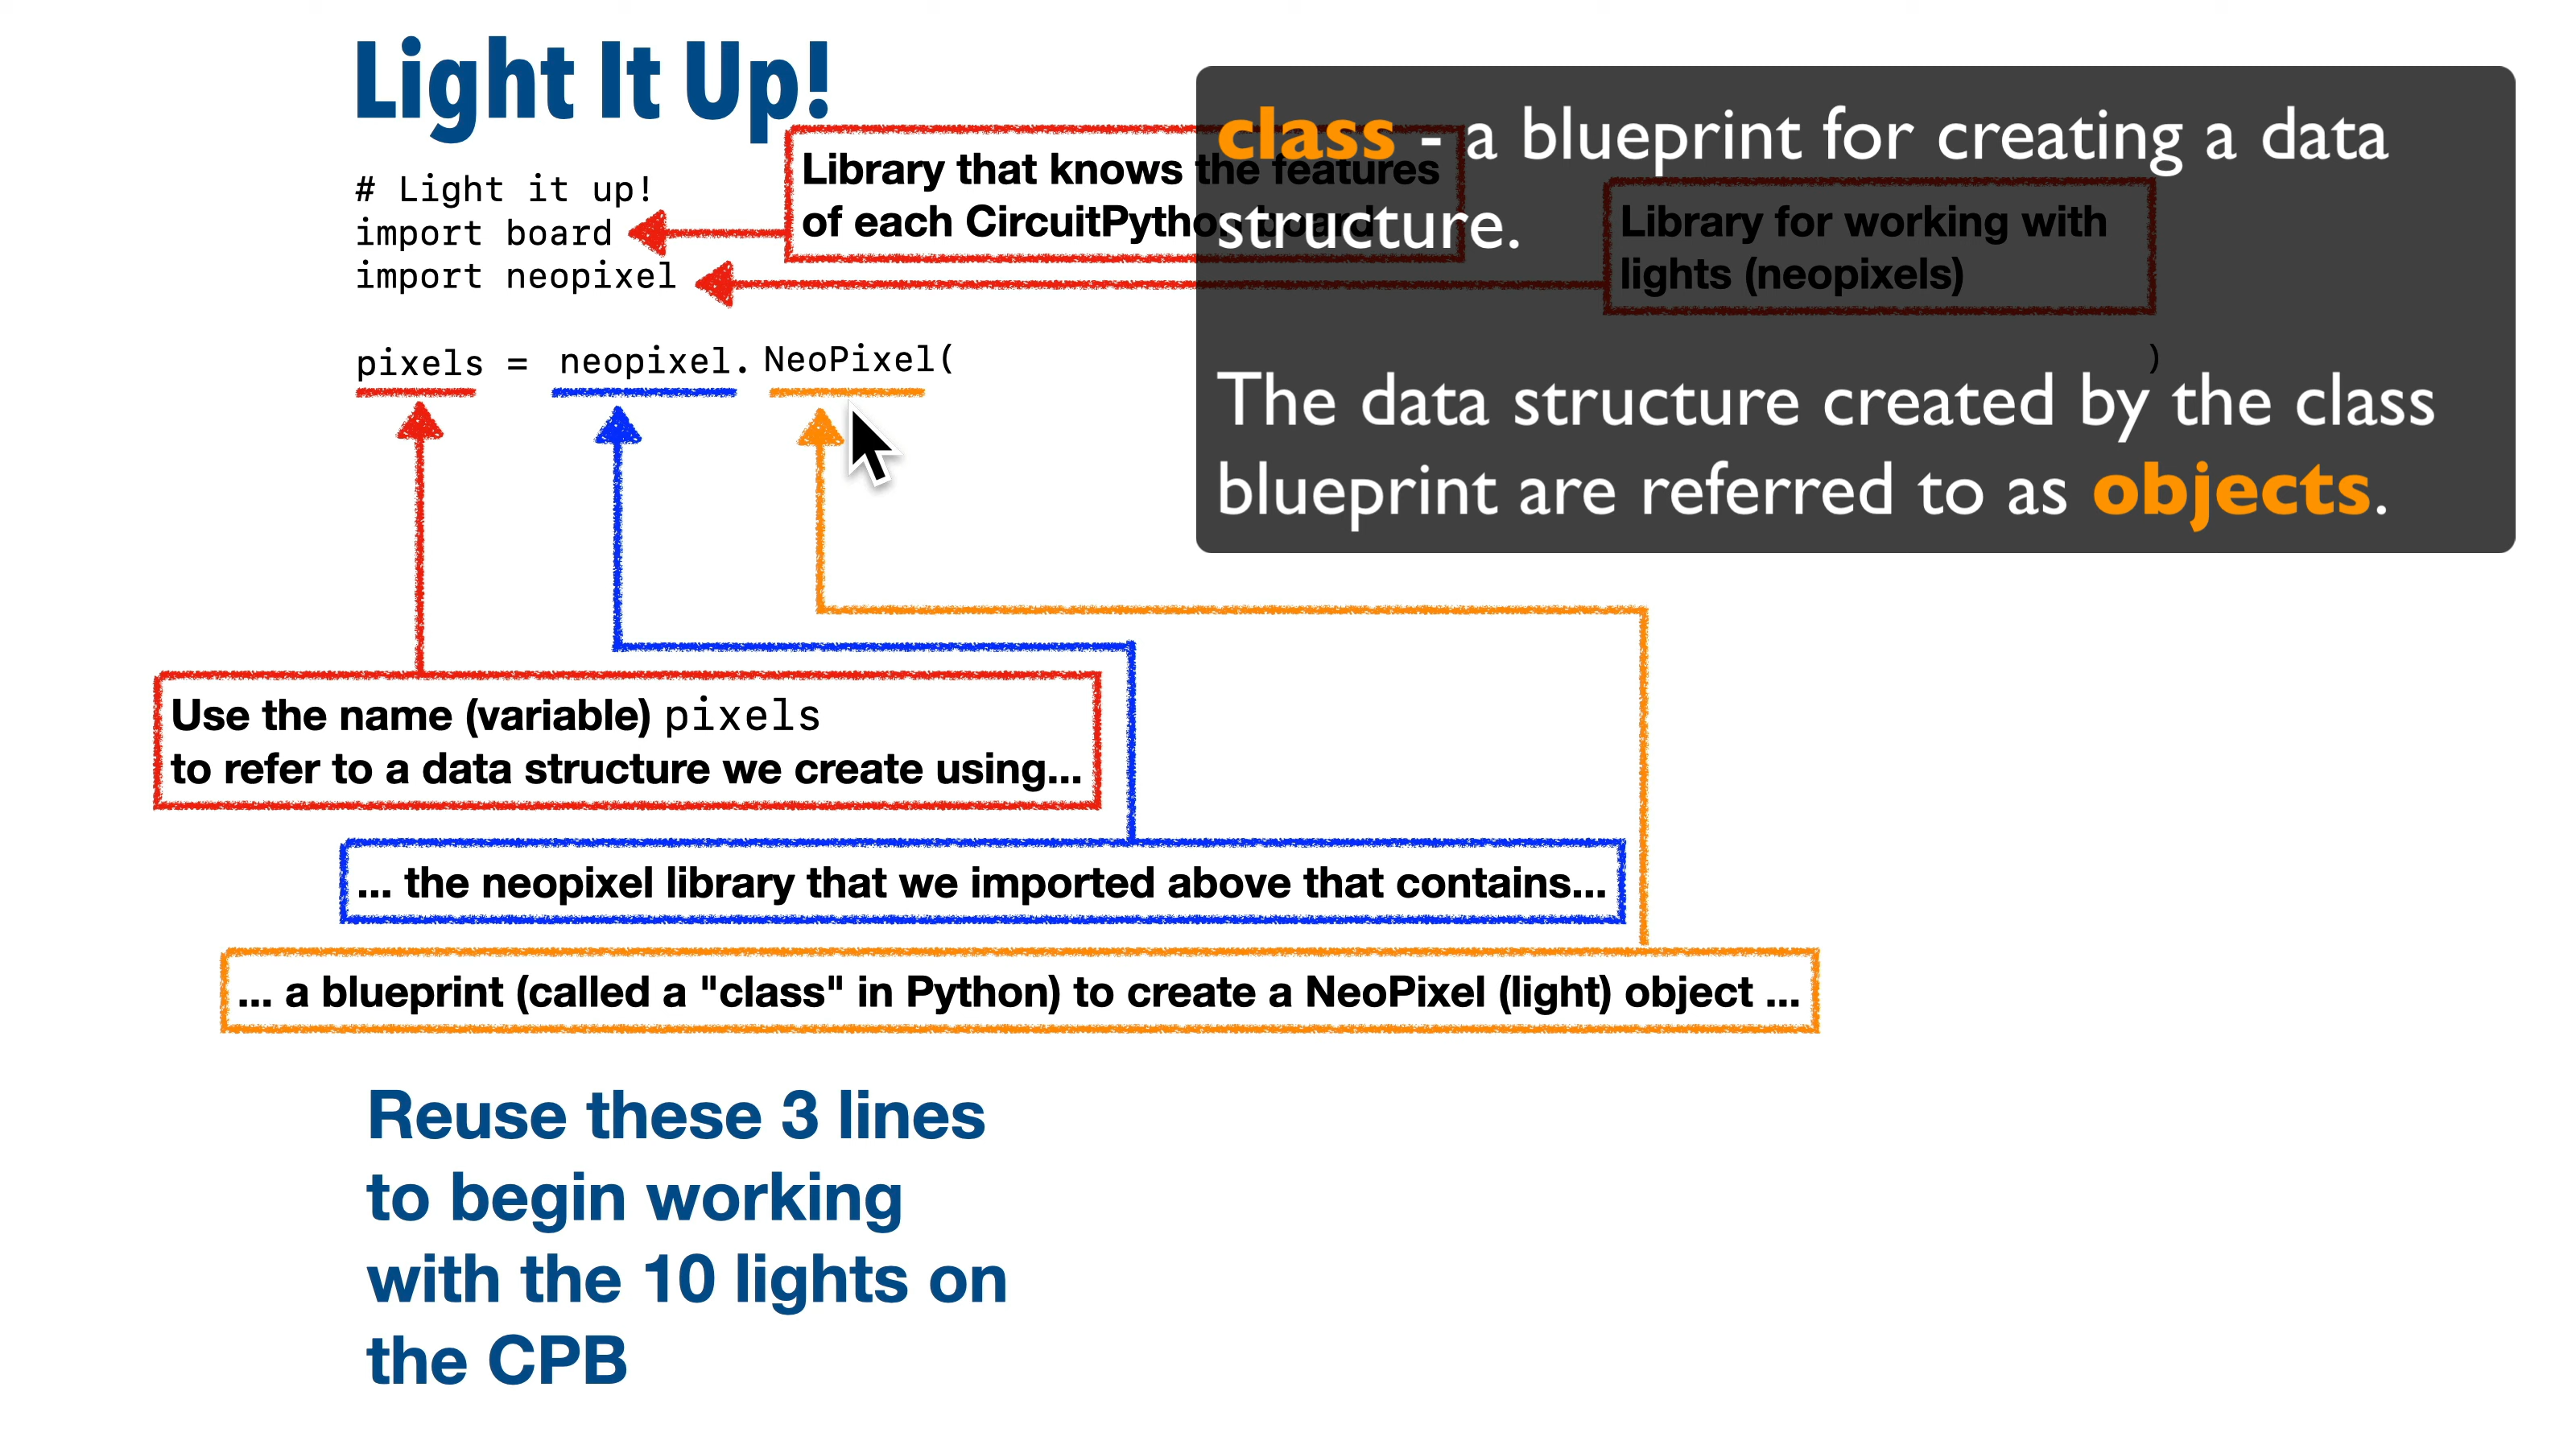 Light It Up!
# Light it up!
import board
import neopixel
Library that knows the features
of each CircuitPython board
Library for working with
lights (neopixels)
class - a blueprint for creating a data
structure.
The data structure created by the class
blueprint are referred to as objects.
pixels = neopixel. NeoPixel( )
Use the name (variable) pixels
to refer to a data structure we create using...
... the neopixel library that we imported above that contains...
... a blueprint (called a "class" in Python) to create a NeoPixel (light) object ...
Reuse these 3 lines
to begin working
with the 10 lights on
the CPB